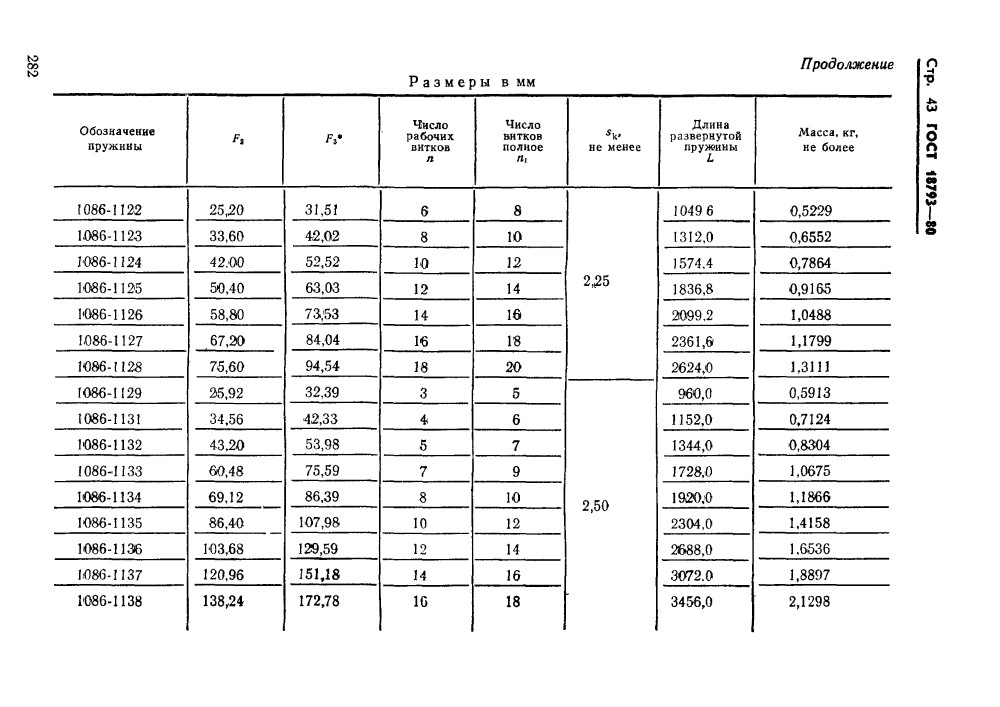 282
Стр. 43 ГОСТ 18793—80
Продолжение
Размеры в мм
Обозначение пружины | F₂ | F₃* | Число рабочих витков n | Число витков полное n₁ | sₖ, не менее | Длина развернутой пружины L | Масса, кг, не более
1086-1122 | 25,20 | 31,51 | 6 | 8 | 2,25 | 1049 6 | 0,5229
1086-1123 | 33,60 | 42,02 | 8 | 10 | 1312,0 | 0,6552
1086-1124 | 42,00 | 52,52 | 10 | 12 | 1574,4 | 0,7864
1086-1125 | 50,40 | 63,03 | 12 | 14 | 1836,8 | 0,9165
1086-1126 | 58,80 | 73,53 | 14 | 16 | 2099,2 | 1,0488
1086-1127 | 67,20 | 84,04 | 16 | 18 | 2361,6 | 1,1799
1086-1128 | 75,60 | 94,54 | 18 | 20 | 2624,0 | 1,3111
1086-1129 | 25,92 | 32,39 | 3 | 5 | 2,50 | 960,0 | 0,5913
1086-1131 | 34,56 | 42,33 | 4 | 6 | 1152,0 | 0,7124
1086-1132 | 43,20 | 53,98 | 5 | 7 | 1344,0 | 0,8304
1086-1133 | 60,48 | 75,59 | 7 | 9 | 1728,0 | 1,0675
1086-1134 | 69,12 | 86,39 | 8 | 10 | 1920,0 | 1,1866
1086-1135 | 86,40 | 107,98 | 10 | 12 | 2304,0 | 1,4158
1086-1136 | 103,68 | 129,59 | 12 | 14 | 2688,0 | 1,6536
1086-1137 | 120,96 | 151,18 | 14 | 16 | 3072.0 | 1,8897
1086-1138 | 138,24 | 172,78 | 16 | 18 | 3456,0 | 2,1298